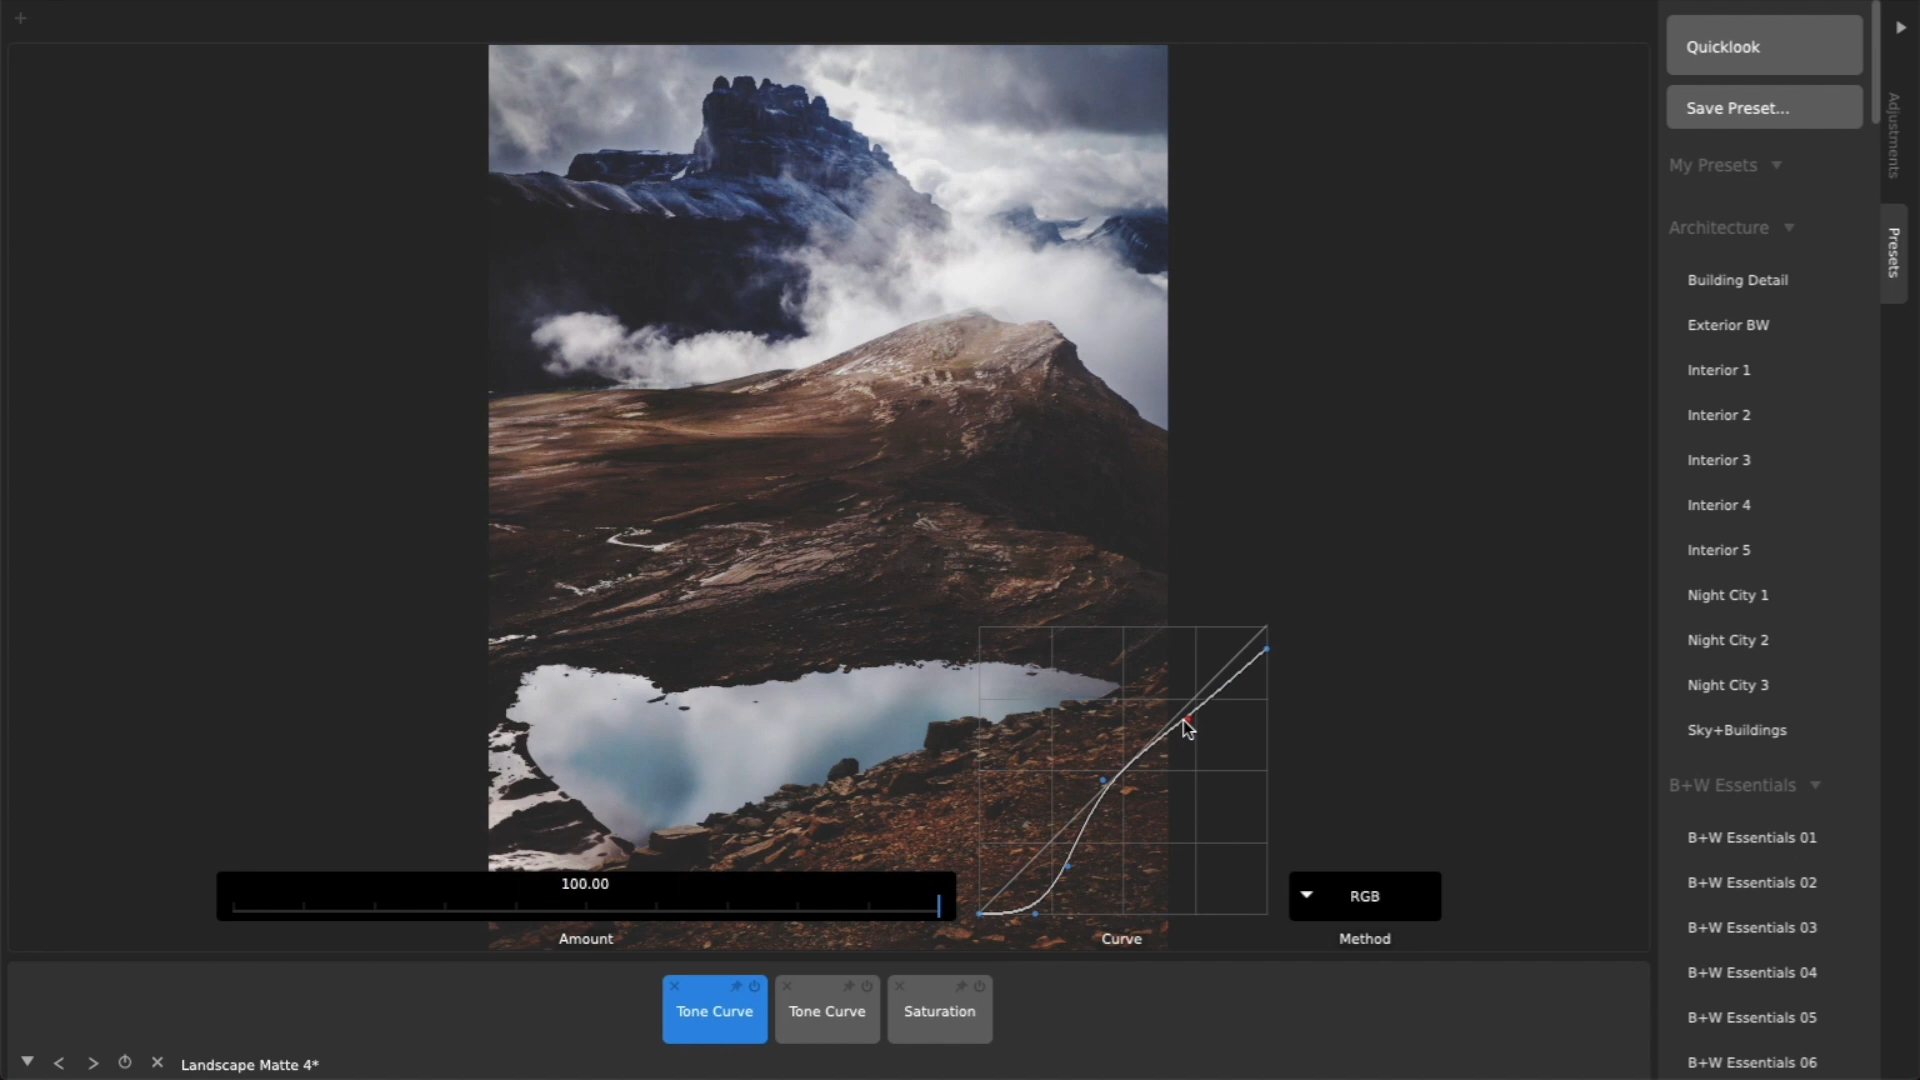 Quicklook
Save Preset...
My Presets
Architecture
Building Detail
Exterior BW
Interior 1
Interior 2
Interior 3
Interior 4
Interior 5
Night City 1
Night City 2
Night City 3
Sky+Buildings
B+W Essentials
B+W Essentials 01
B+W Essentials 02
B+W Essentials 03
B+W Essentials 04
B+W Essentials 05
B+W Essentials 06
Adjustments
Presets
100.00
Amount
Curve
RGB
Method
Tone Curve
Tone Curve
Saturation
Landscape Matte 4*